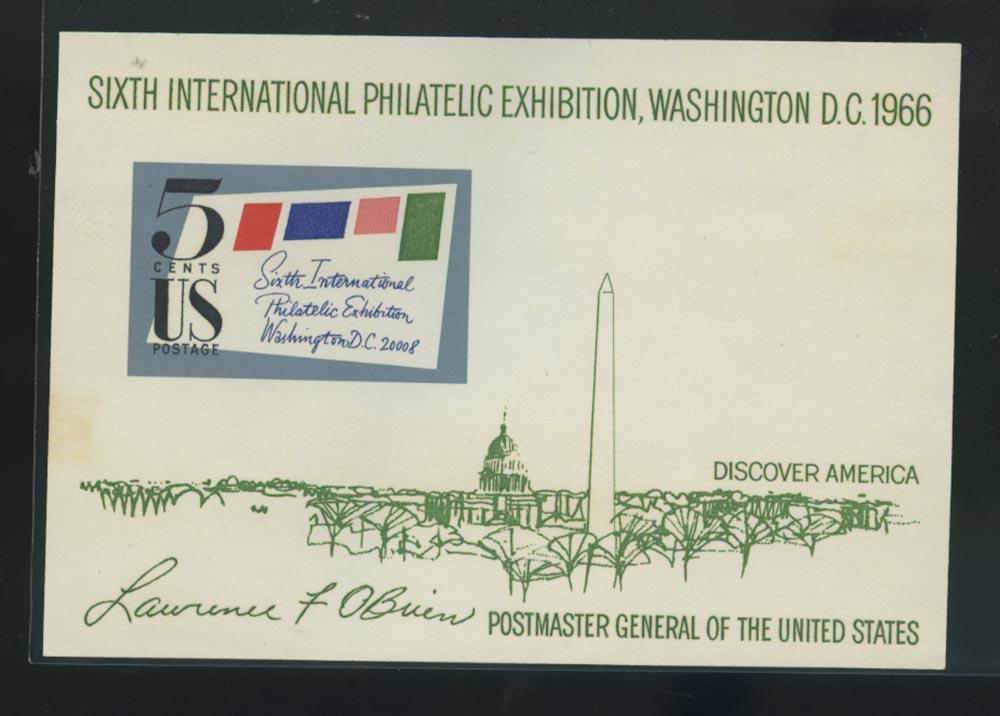 SIXTH INTERNATIONAL PHILATELIC EXHIBITION, WASHINGTON D.C. 1966
5
CENTS
US
POSTAGE
Sixth International
Philatelic Exhibition
Washington D.C. 20008
DISCOVER AMERICA
Lawrence F O'Brien
POSTMASTER GENERAL OF THE UNITED STATES